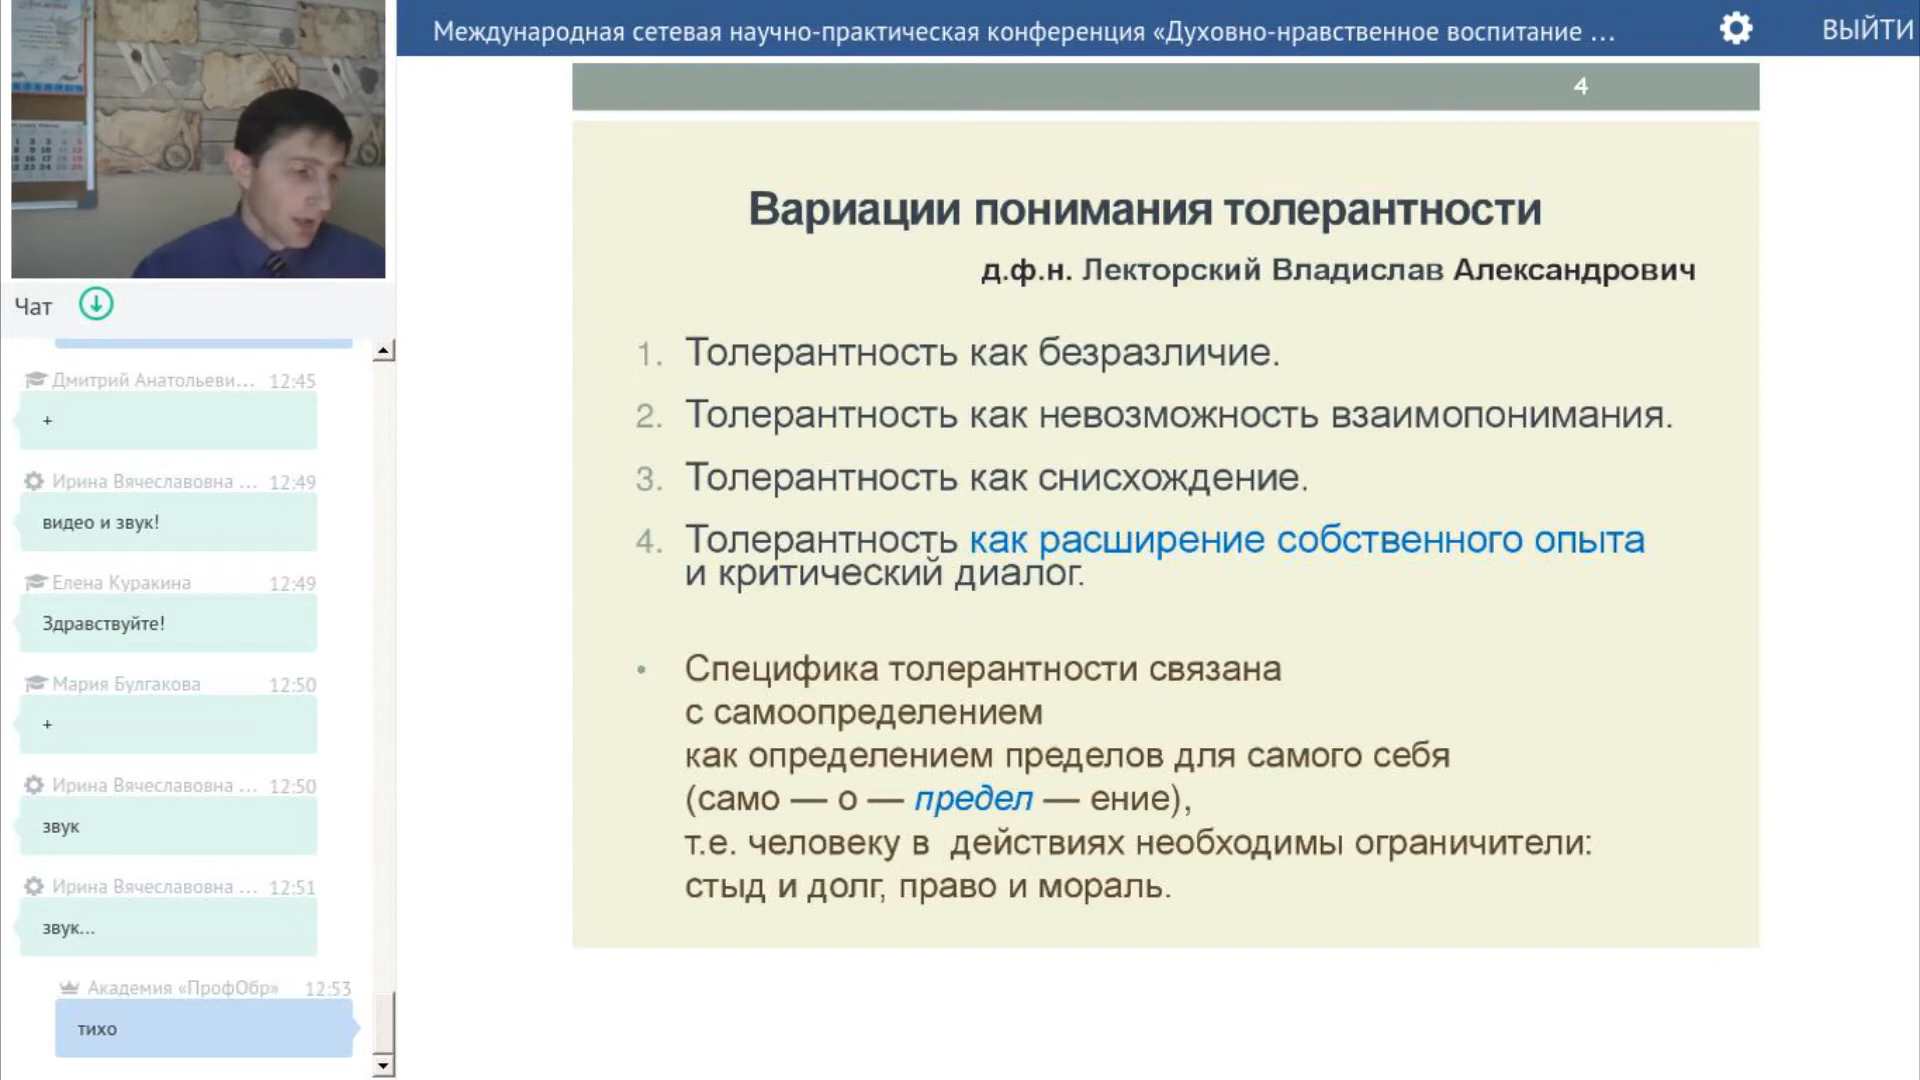 Международная сетевая научно-практическая конференция «Духовно-нравственное воспитание ...
ВЫЙТИ
4
Вариации понимания толерантности
д.ф.н. Лекторский Владислав Александрович
1. Толерантность как безразличие.
2. Толерантность как невозможность взаимопонимания.
3. Толерантность как снисхождение.
4. Толерантность как расширение собственного опыта
и критический диалог.
• Специфика толерантности связана
с самоопределением
как определением пределов для самого себя
(само — о — предел — ение),
т.е. человеку в действиях необходимы ограничители:
стыд и долг, право и мораль.
Чат
Дмитрий Анатольеви... 12:45
+
Ирина Вячеславовна ... 12:49
видео и звук!
Елена Куракина 12:49
Здравствуйте!
Мария Булгакова 12:50
+
Ирина Вячеславовна ... 12:50
звук
Ирина Вячеславовна ... 12:51
звук...
Академия «ПрофОбр» 12:53
тихо